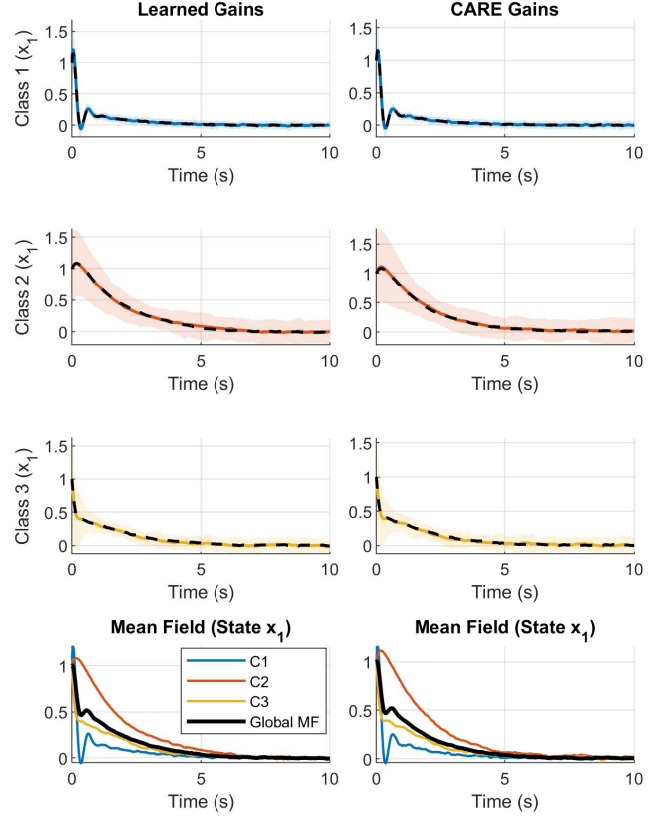 Learned Gains
CARE Gains
Class 1 (x1)
1.5
1
0.5
0
0 5 10
Time (s)
1.5
1
0.5
0
0 5 10
Time (s)
Class 2 (x1)
1.5
1
0.5
0
0 5 10
Time (s)
1.5
1
0.5
0
0 5 10
Time (s)
Class 3 (x1)
1.5
1
0.5
0
0 5 10
Time (s)
1.5
1
0.5
0
0 5 10
Time (s)
Mean Field (State x1)
1
0.5
0
C1
C2
C3
Global MF
0 5 10
Time (s)
Mean Field (State x1)
1
0.5
0
0 5 10
Time (s)